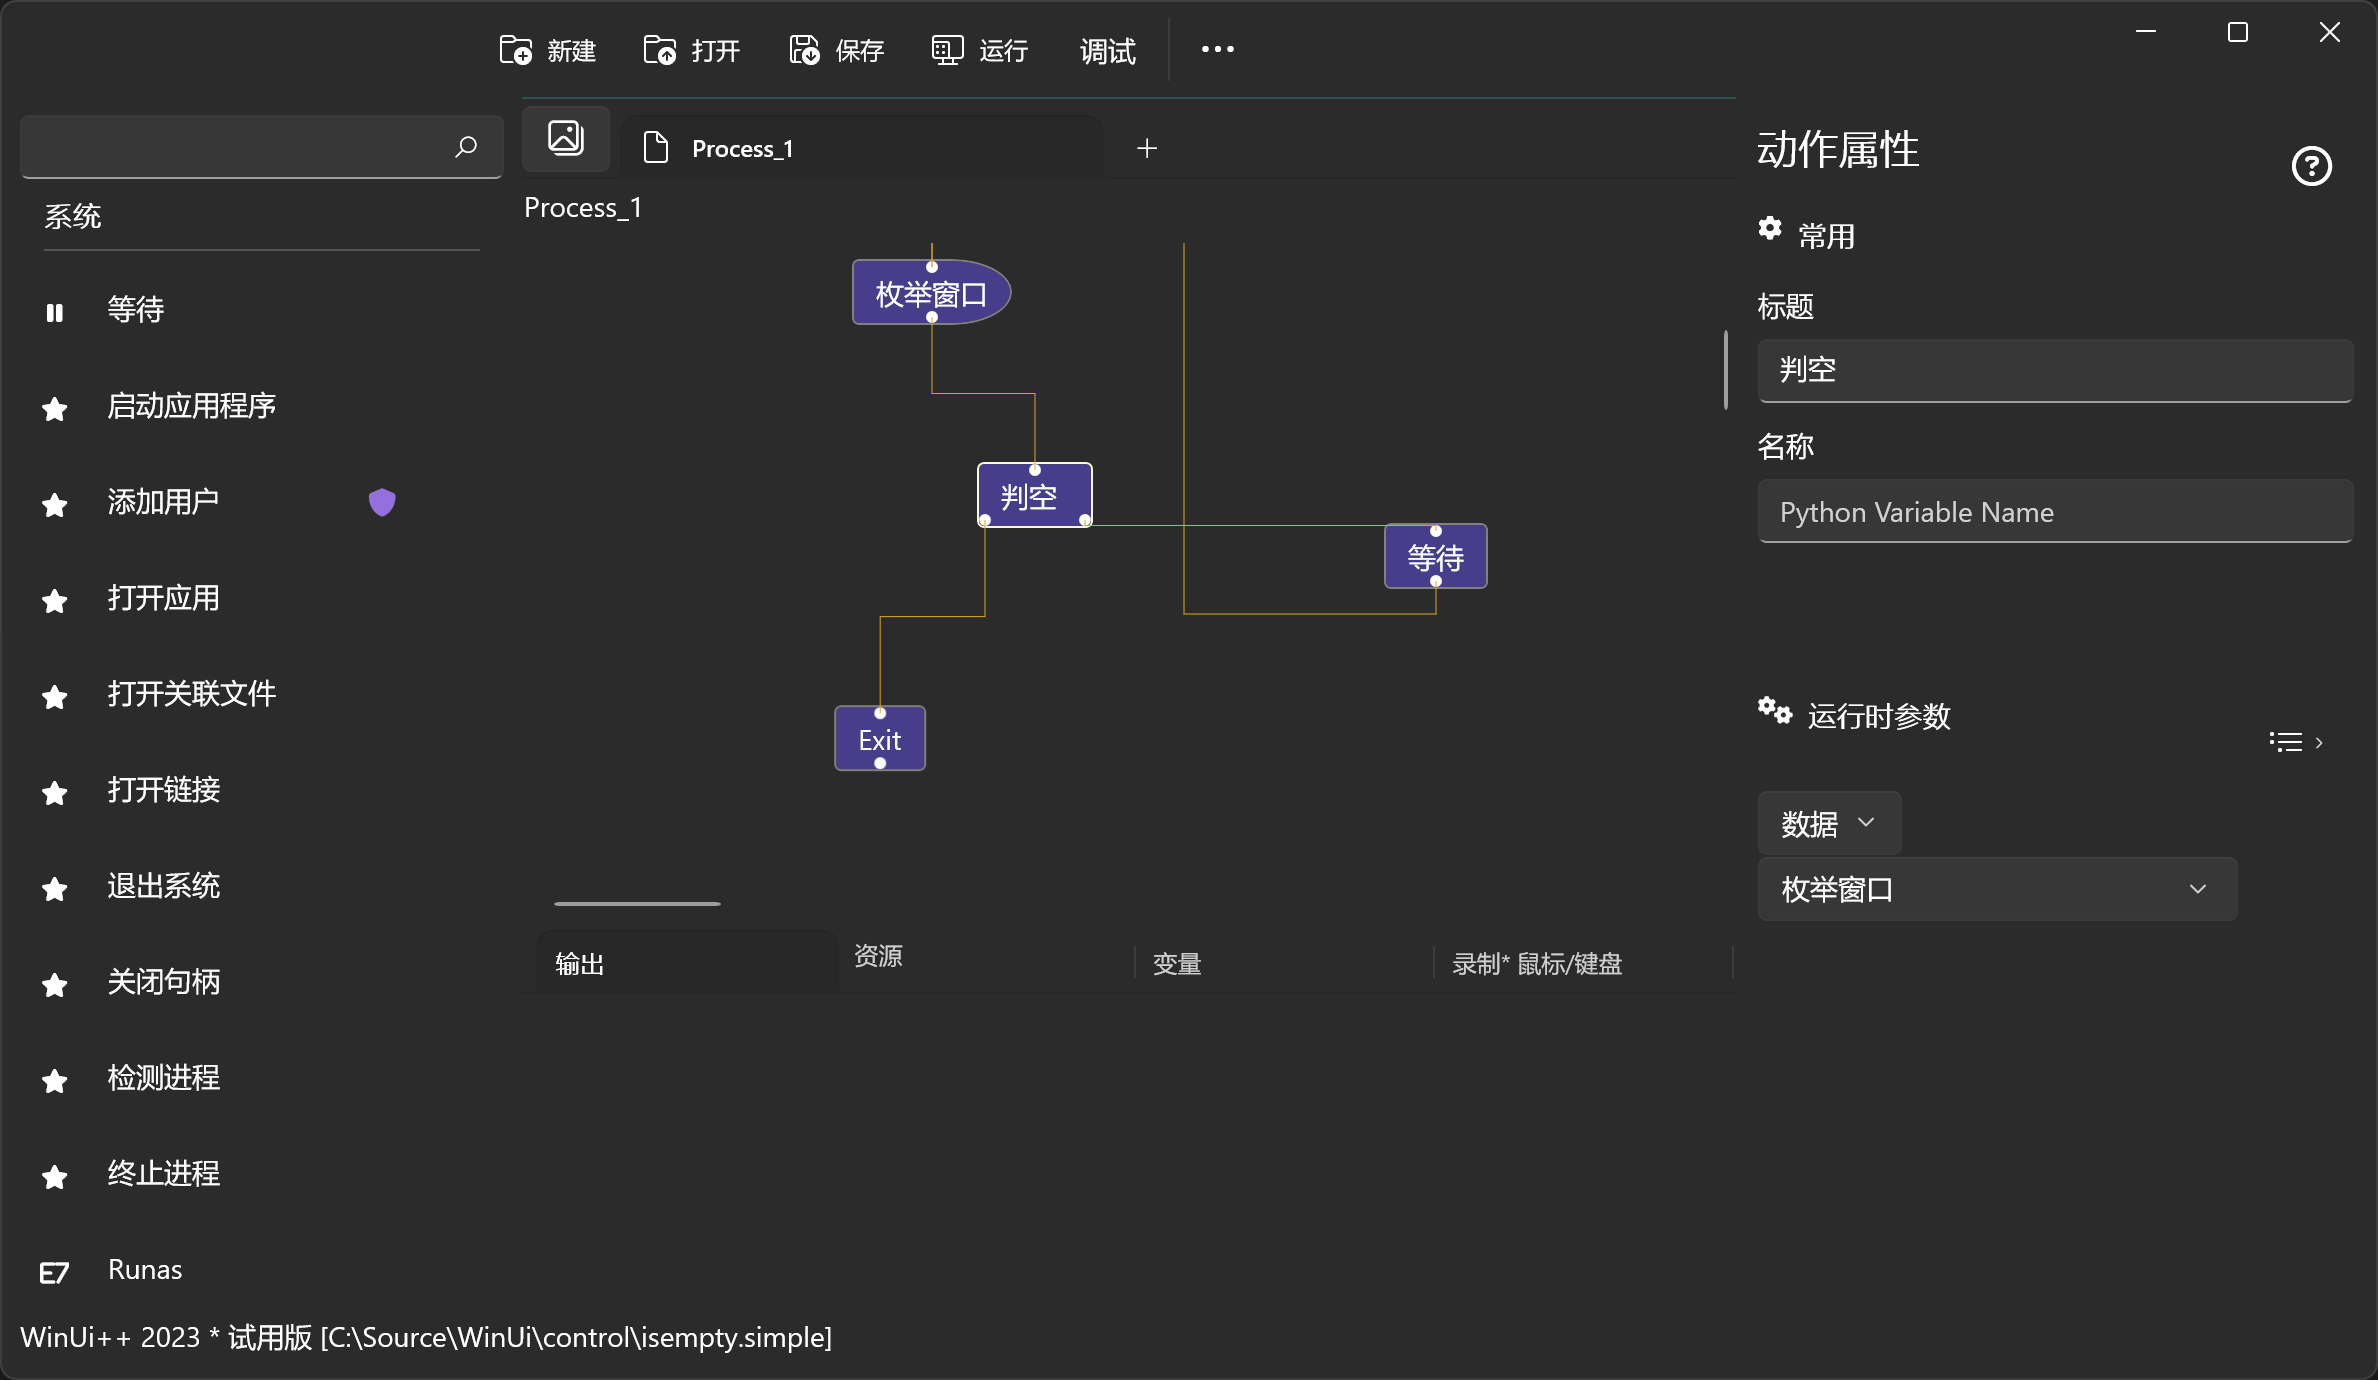 新建 打开 保存 运行 调试
Process_1
Process_1
系统
等待
启动应用程序
添加用户
打开应用
打开关联文件
打开链接
退出系统
关闭句柄
检测进程
终止进程
Runas
枚举窗口
判空
等待
Exit
输出 资源 变量 录制* 鼠标/键盘
动作属性
常用
标题
判空
名称
Python Variable Name
运行时参数
数据
枚举窗口
WinUi++ 2023 * 试用版 [C:\Source\WinUi\control\isempty.simple]